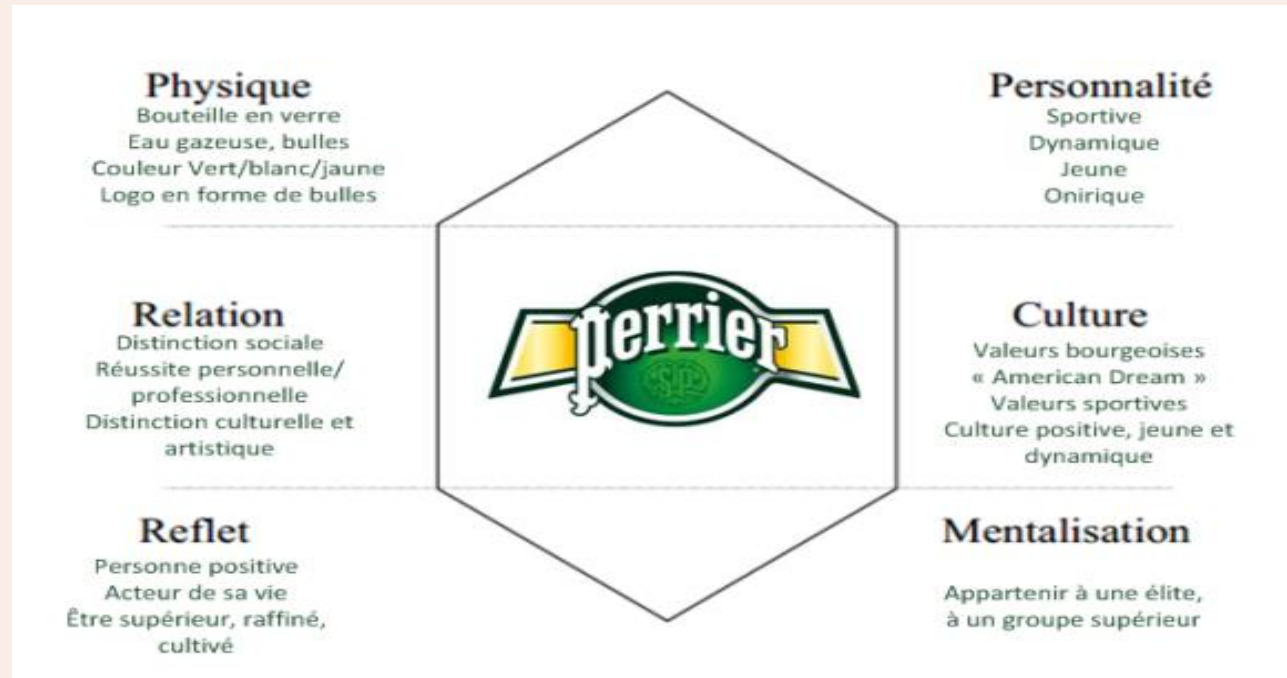 Physique
Bouteille en verre
Eau gazeuse, bulles
Couleur Vert/blanc/jaune
Logo en forme de bulles
Personnalité
Sportive
Dynamique
Jeune
Onirique
Relation
Distinction sociale
Réussite personnelle/
professionnelle
Distinction culturelle et
artistique
perrier
Culture
Valeurs bourgeoises
« American Dream »
Valeurs sportives
Culture positive, jeune et
dynamique
Reflet
Personne positive
Acteur de sa vie
Être supérieur, raffiné,
cultivé
Mentalisation
Appartenir à une élite,
à un groupe supérieur